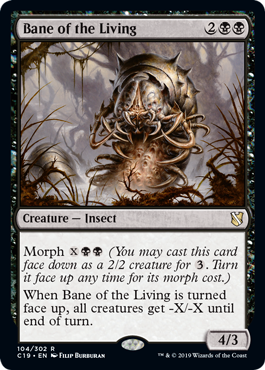 Bane of the Living 2BB
Creature — Insect
Morph XBB (You may cast this card
face down as a 2/2 creature for 3. Turn
it face up any time for its morph cost.)
When Bane of the Living is turned
face up, all creatures get -X/-X until
end of turn.
4/3
104/302 R
C19 • EN Filip Burburan
™ & © 2019 Wizards of the Coast